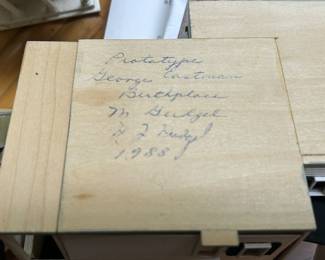 Prototype
George Eastman
Birthplace
M
1988